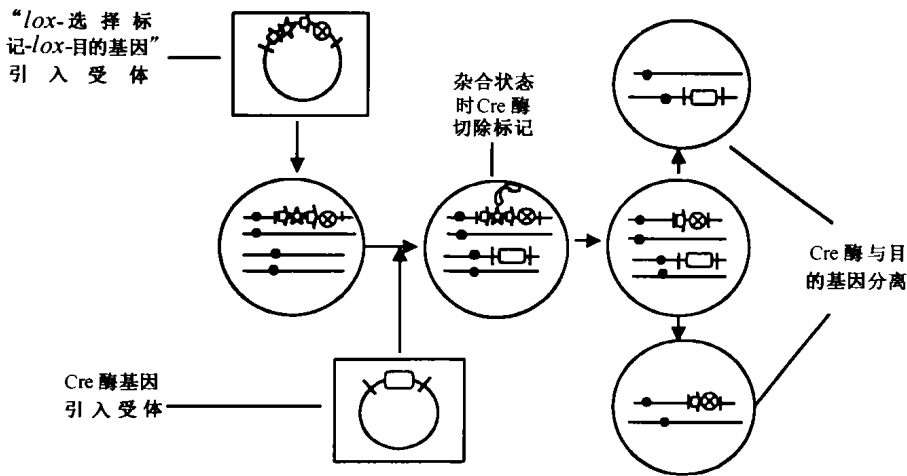 “lox-选择标
记-lox-目的基因”
引入受体
杂合状态
时Cre酶
切除标记
Cre酶与目
的基因分离
Cre酶基因
引入受体